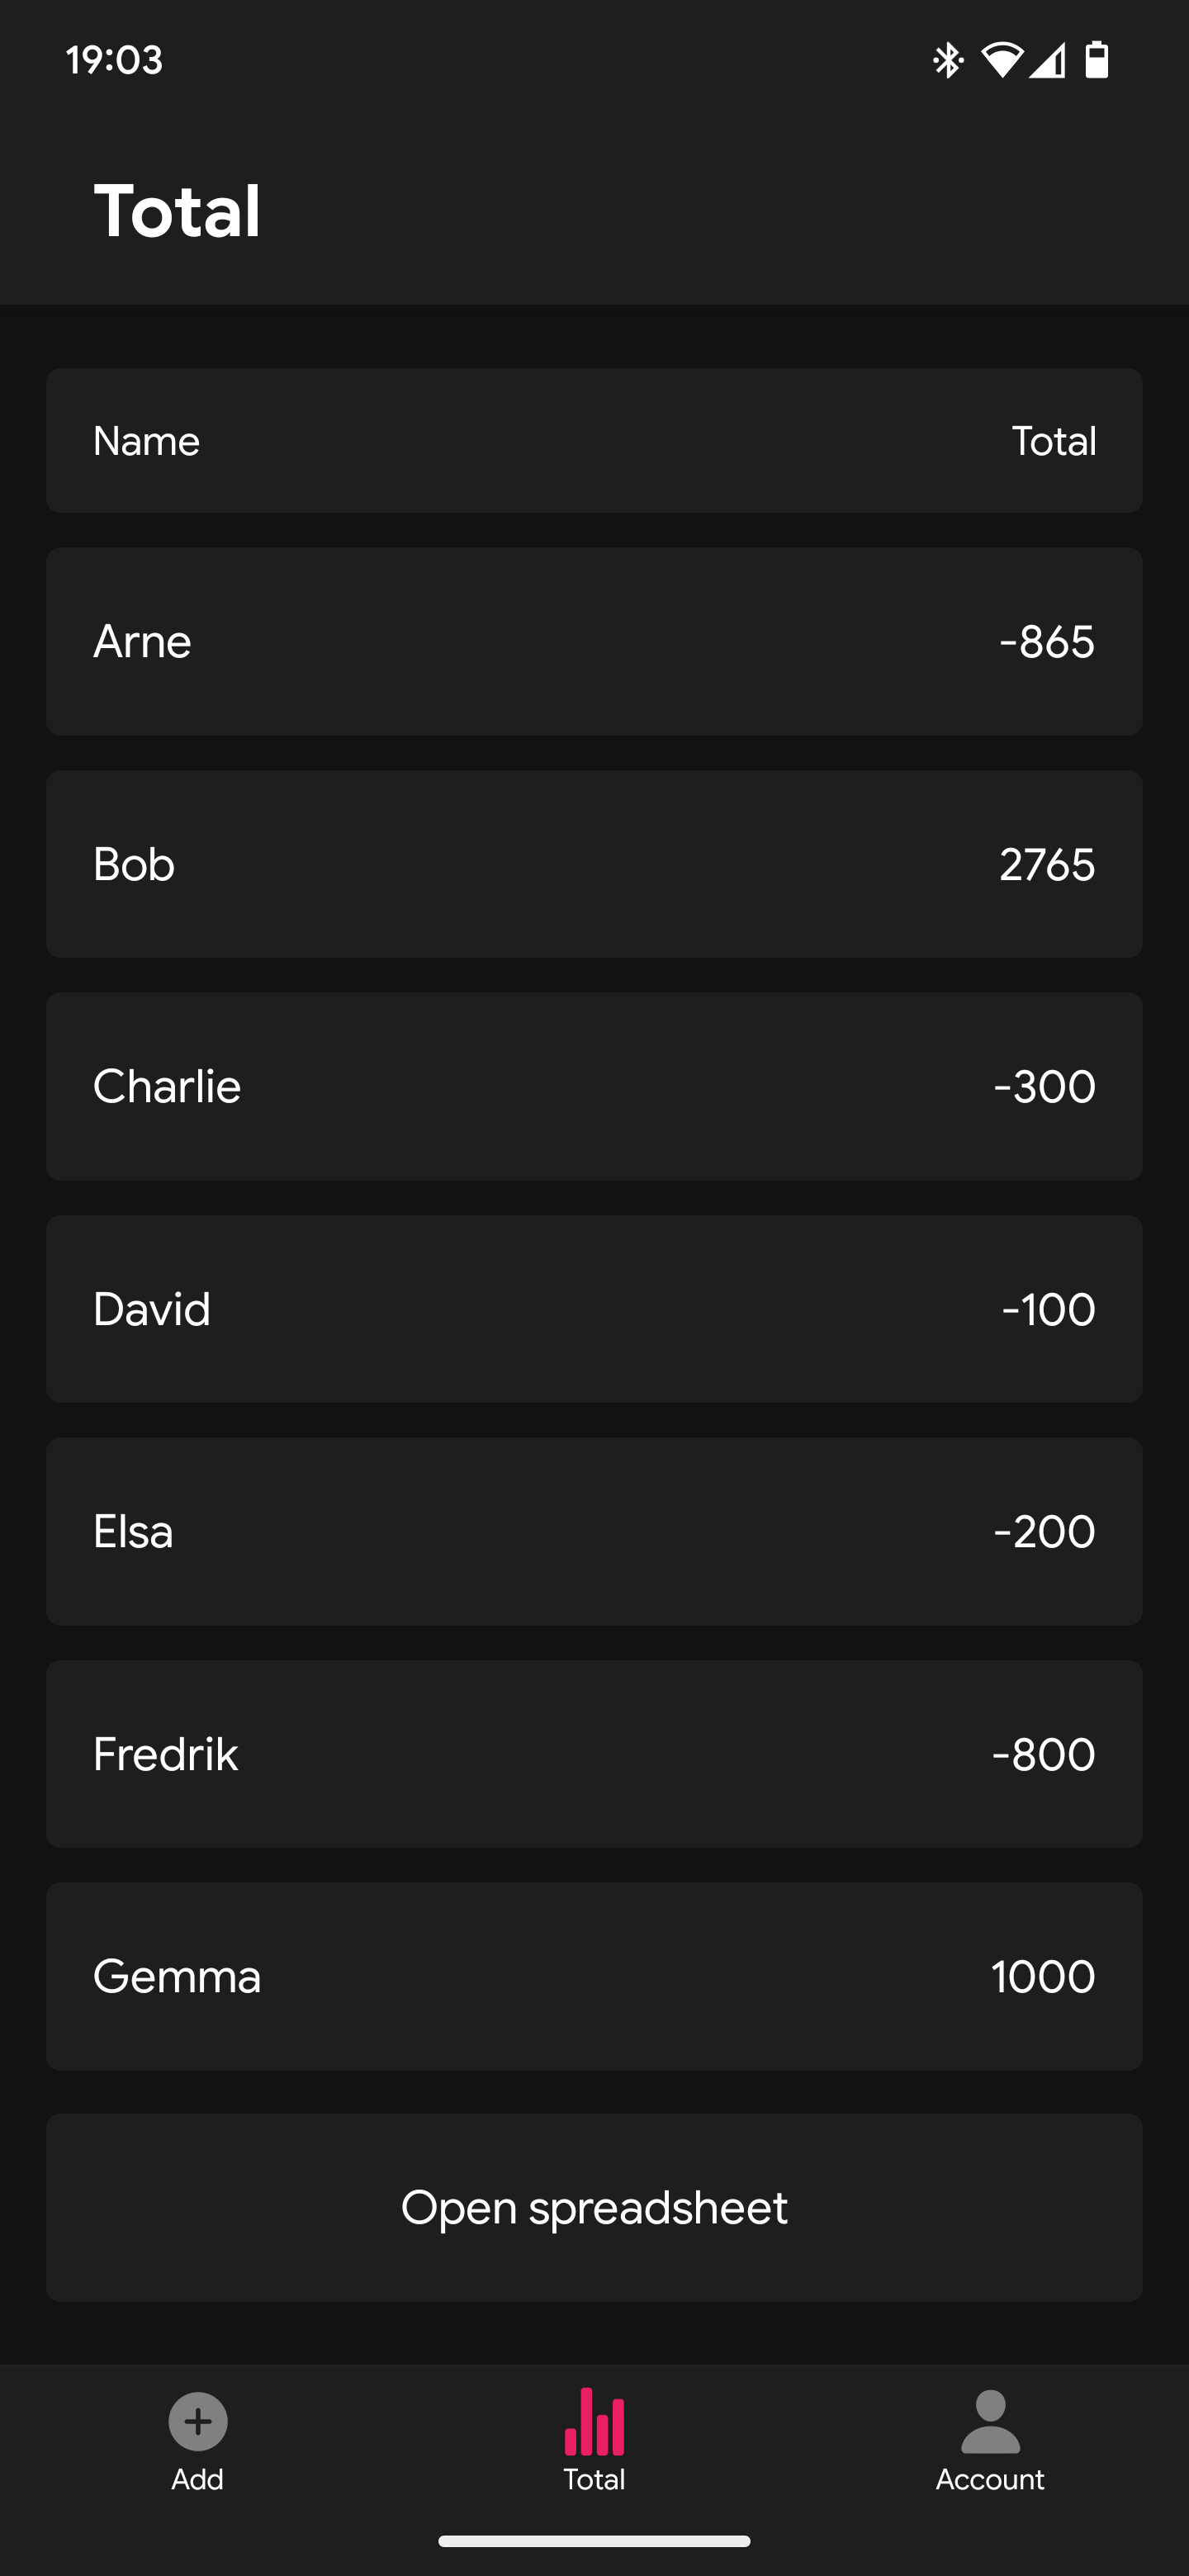 19:03
Total
Name Total
Arne -865
Bob 2765
Charlie -300
David -100
Elsa -200
Fredrik -800
Gemma 1000
Open spreadsheet
Add Total Account